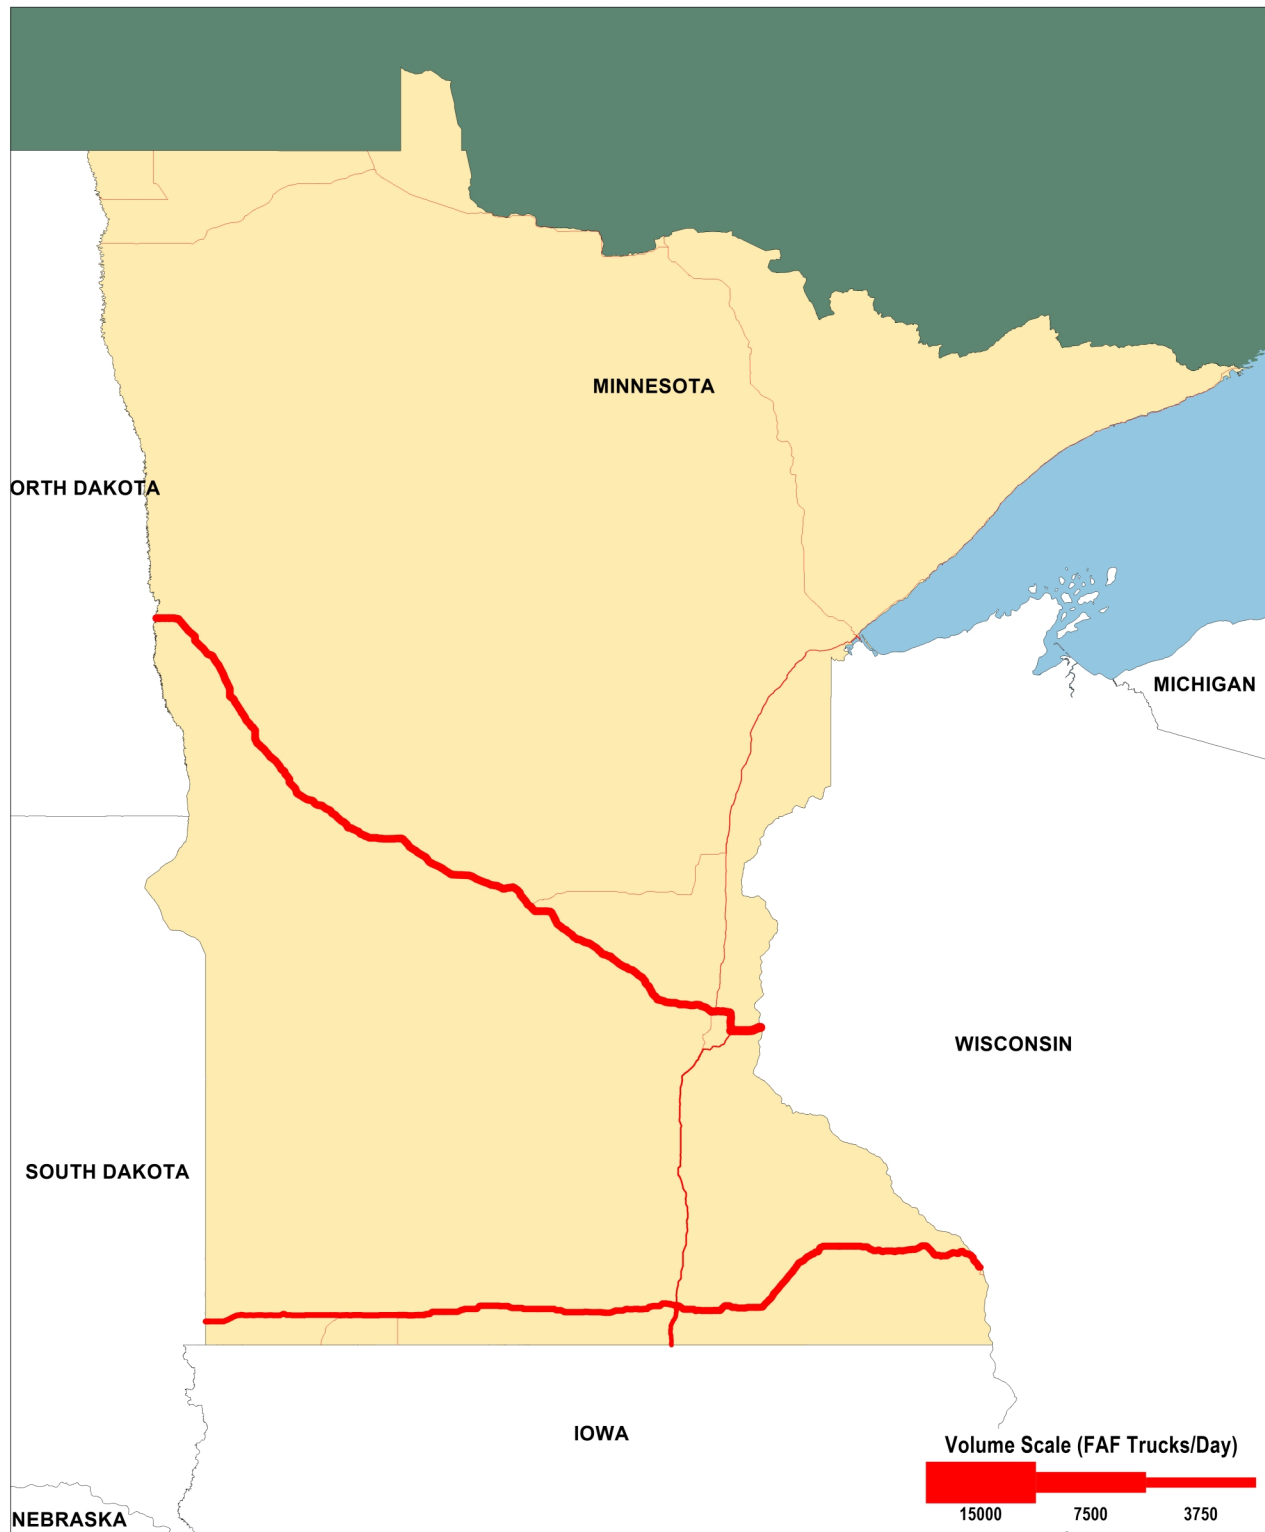 MINNESOTA
ORTH DAKOTA
MICHIGAN
WISCONSIN
SOUTH DAKOTA
IOWA
Volume Scale (FAF Trucks/Day)
15000 7500 3750
NEBRASKA